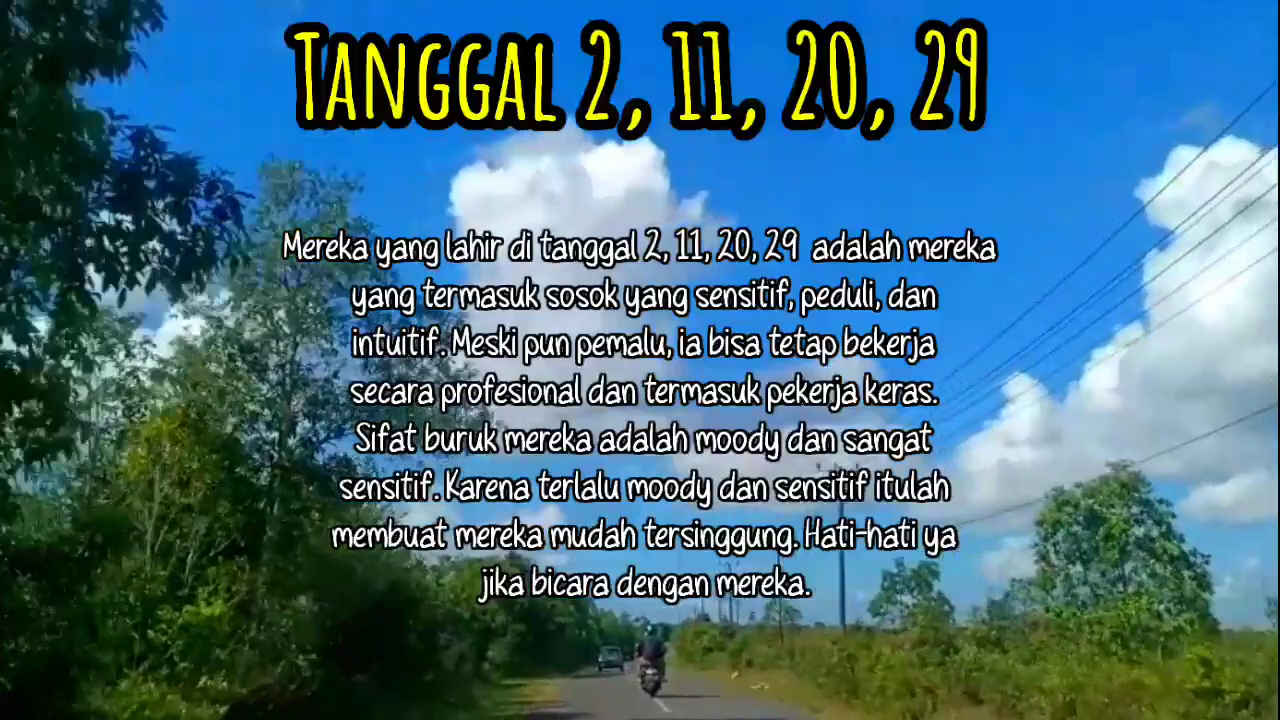 Tanggal 2, 11, 20, 29
Mereka yang lahir di tanggal 2, 11, 20, 29 adalah mereka
yang termasuk sosok yang sensitif, peduli, dan
intuitif. Meski pun pemalu, ia bisa tetap bekerja
secara profesional dan termasuk pekerja keras.
Sifat buruk mereka adalah moody dan sangat
sensitif. Karena terlalu moody dan sensitif itulah
membuat mereka mudah tersinggung. Hati-hati ya
jika bicara dengan mereka.